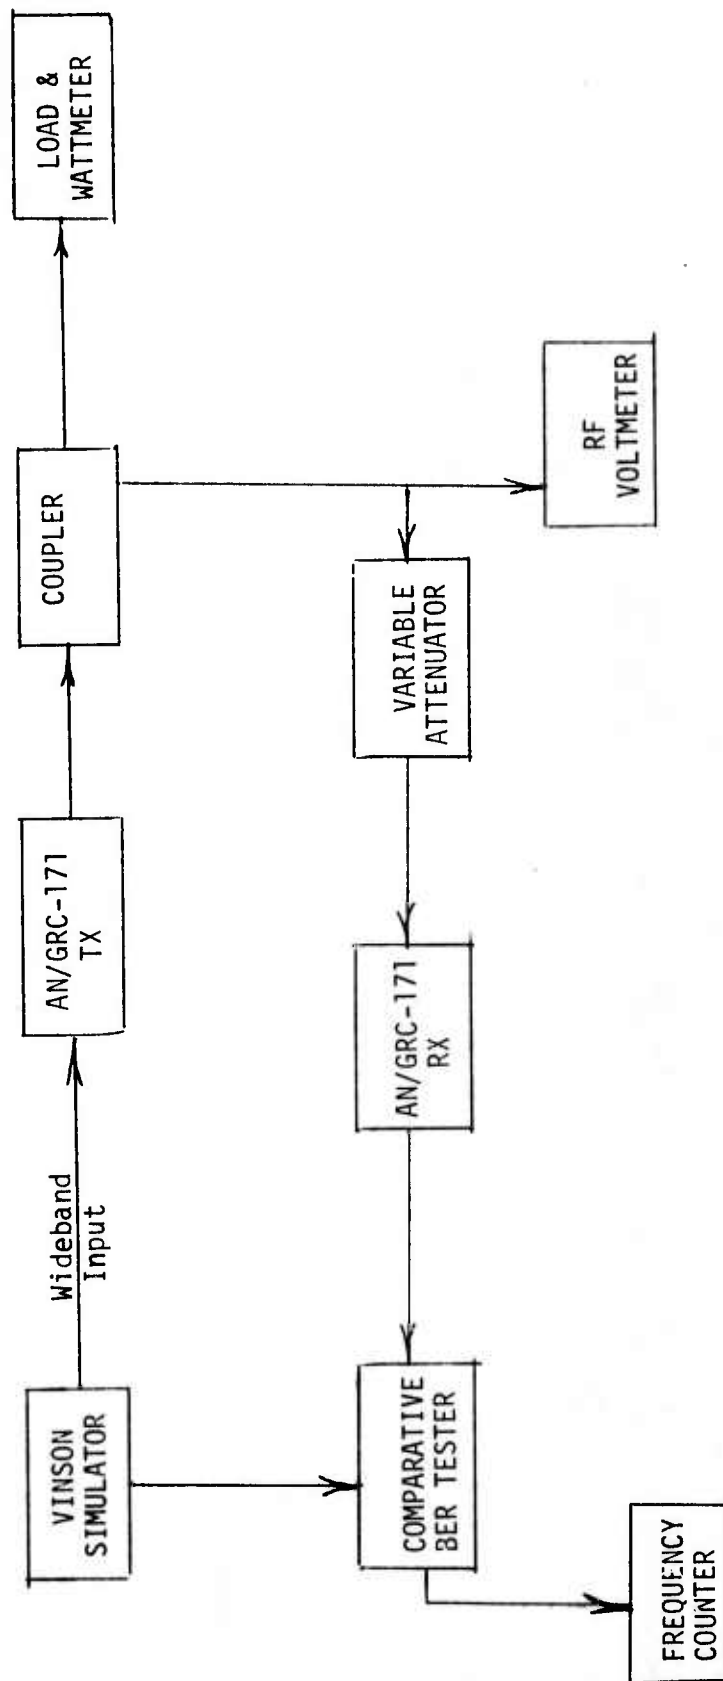 VINSON
SIMULATOR
Wideband
Input
AN/GRC-171
TX
COUPLER
LOAD &
WATTMETER
COMPARATIVE
BER TESTER
AN/GRC-171
RX
VARIABLE
ATTENUATOR
RF
VOLTMETER
FREQUENCY
COUNTER